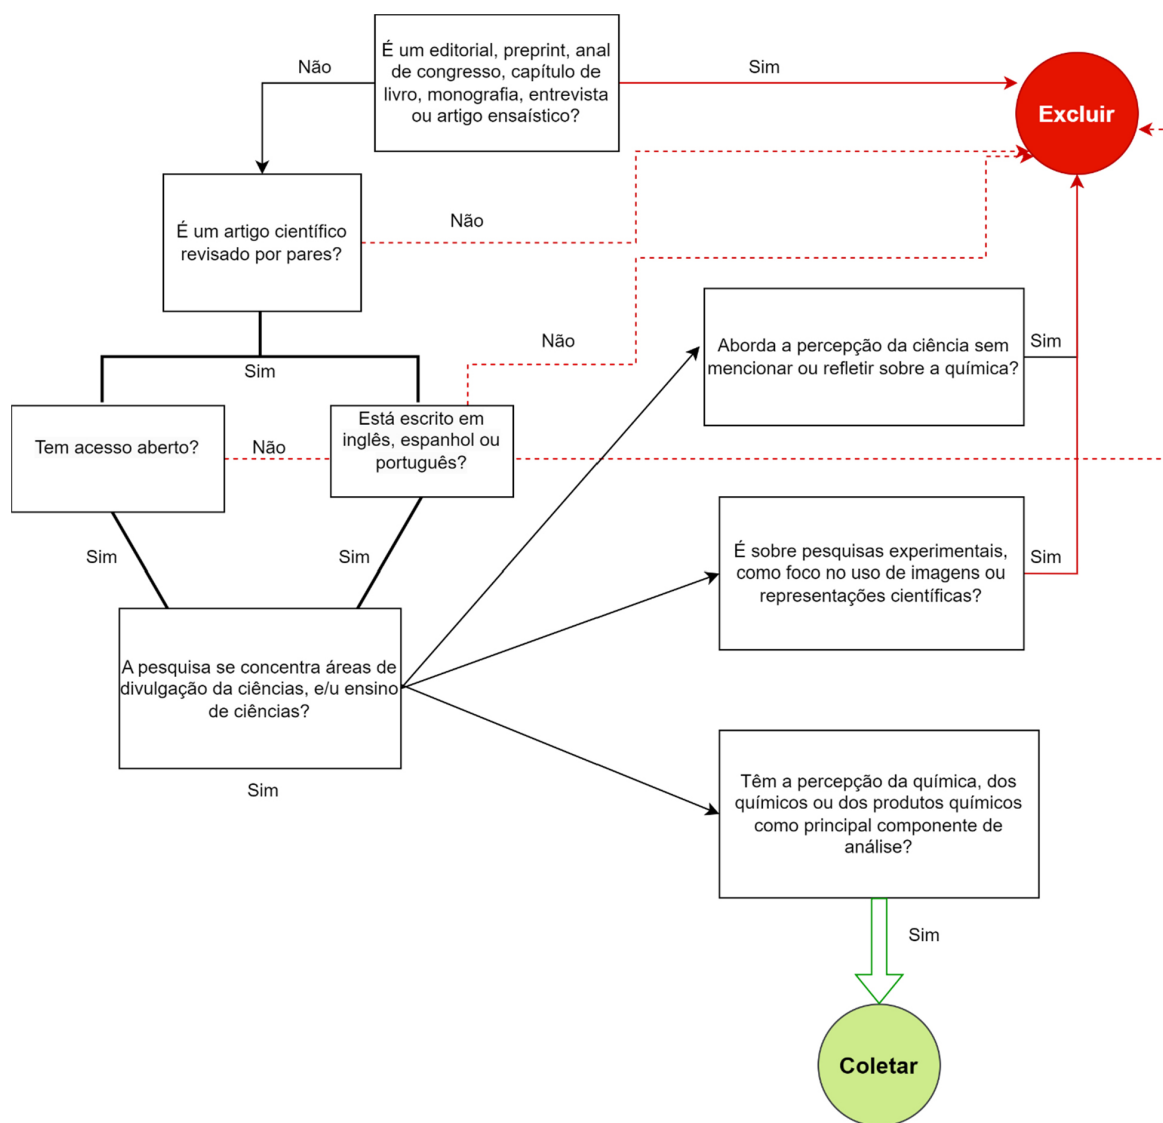 É um editorial, preprint, anal
de congresso, capítulo de
livro, monografia, entrevista
ou artigo ensaístico?
Não
Sim
Excluir
É um artigo científico
revisado por pares?
Não
Sim
Não
Aborda a percepção da ciência sem
mencionar ou refletir sobre a química?
Sim
Tem acesso aberto?
Não
Está escrito em
inglês, espanhol ou
português?
Sim
Sim
É sobre pesquisas experimentais,
como foco no uso de imagens ou
representações científicas?
Sim
A pesquisa se concentra áreas de
divulgação da ciências, e/u ensino
de ciências?
Sim
Têm a percepção da química, dos
químicos ou dos produtos químicos
como principal componente de
análise?
Sim
Coletar